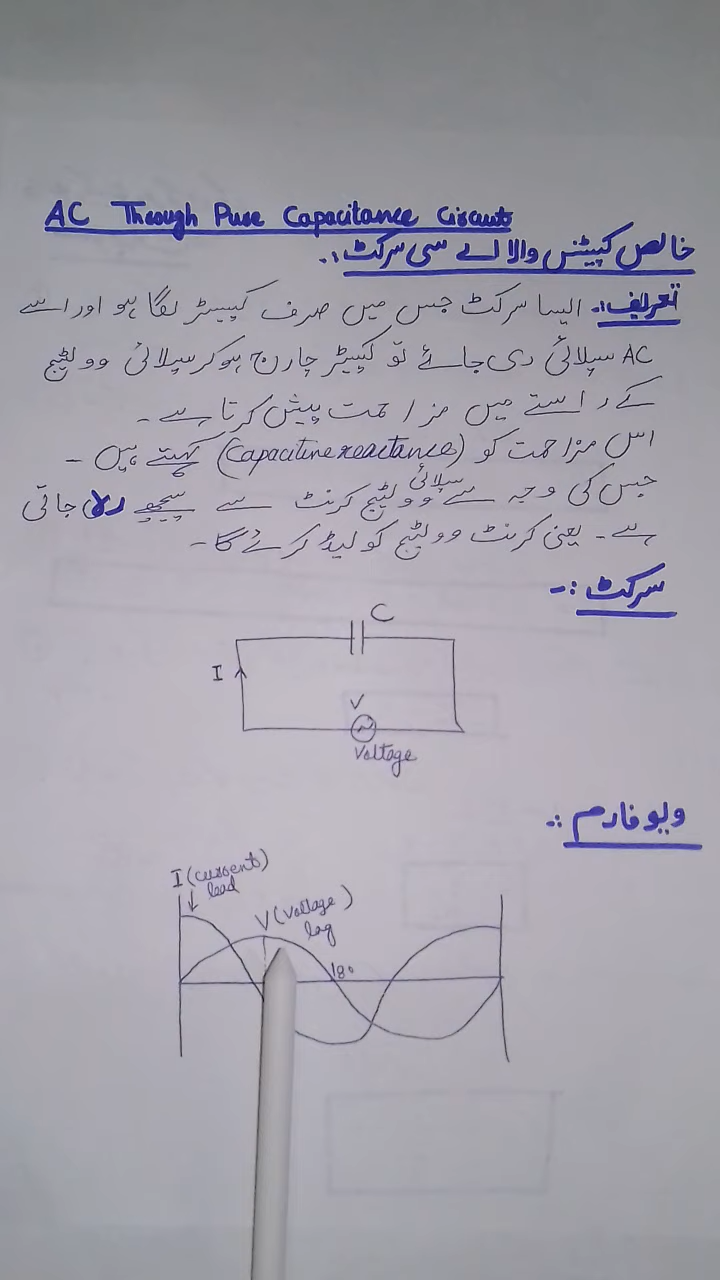 AC Through Pure Capacitance Circuits
خالص کپیٹنس والا اے سی سرکٹ :۔
تعریف:۔ ایسا سرکٹ جس میں صرف کپیسٹر لگا ہو اور اسے
AC سپلائی دی جائے تو کپیٹر چارج ہو کر سپلائی وولٹیج
کے راستے میں مزاحمت پیش کرتا ہے ۔
اس مزاحمت کو (Capacitine reactance) کہتے ہیں ۔
جس کی وجہ سے سپلائی وولٹیج کرنٹ سے پیچھے رہ جاتی
ہے ۔ یعنی کرنٹ وولٹیج کو لیڈ کرے گا ۔
سرکٹ :۔
C
I
V
Voltage
ویو فارم :۔
I (current)
lead
V (Voltage)
lag
180